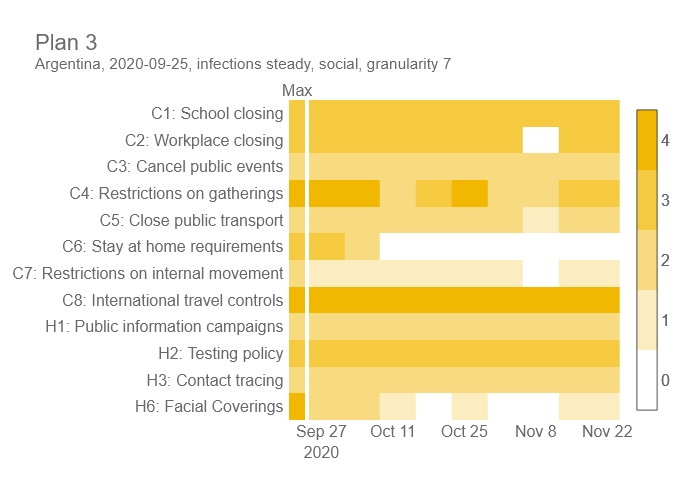 Plan 3
Argentina, 2020-09-25, infections steady, social, granularity 7
Max
C1: School closing
C2: Workplace closing
C3: Cancel public events
C4: Restrictions on gatherings
C5: Close public transport
C6: Stay at home requirements
C7: Restrictions on internal movement
C8: International travel controls
H1: Public information campaigns
H2: Testing policy
H3: Contact tracing
H6: Facial Coverings
Sep 27 Oct 11 Oct 25 Nov 8 Nov 22
2020
4
3
2
1
0